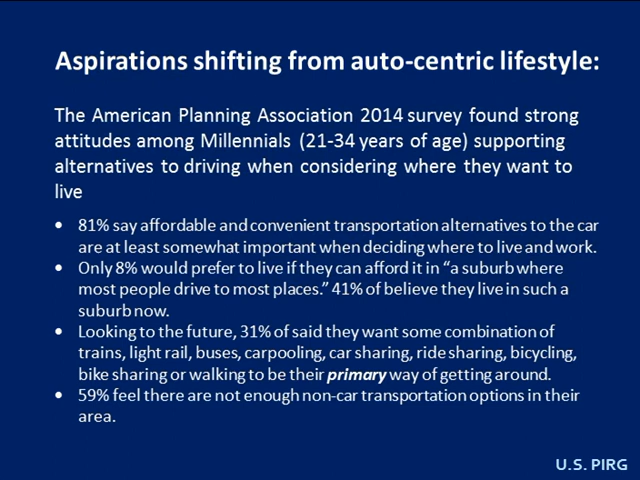 Aspirations shifting from auto-centric lifestyle:
The American Planning Association 2014 survey found strong
attitudes among Millennials (21-34 years of age) supporting
alternatives to driving when considering where they want to
live
• 81% say affordable and convenient transportation alternatives to the car
are at least somewhat important when deciding where to live and work.
• Only 8% would prefer to live if they can afford it in “a suburb where
most people drive to most places.” 41% of believe they live in such a
suburb now.
• Looking to the future, 31% of said they want some combination of
trains, light rail, buses, carpooling, car sharing, ride sharing, bicycling,
bike sharing or walking to be their primary way of getting around.
• 59% feel there are not enough non-car transportation options in their
area.
U.S. PIRG